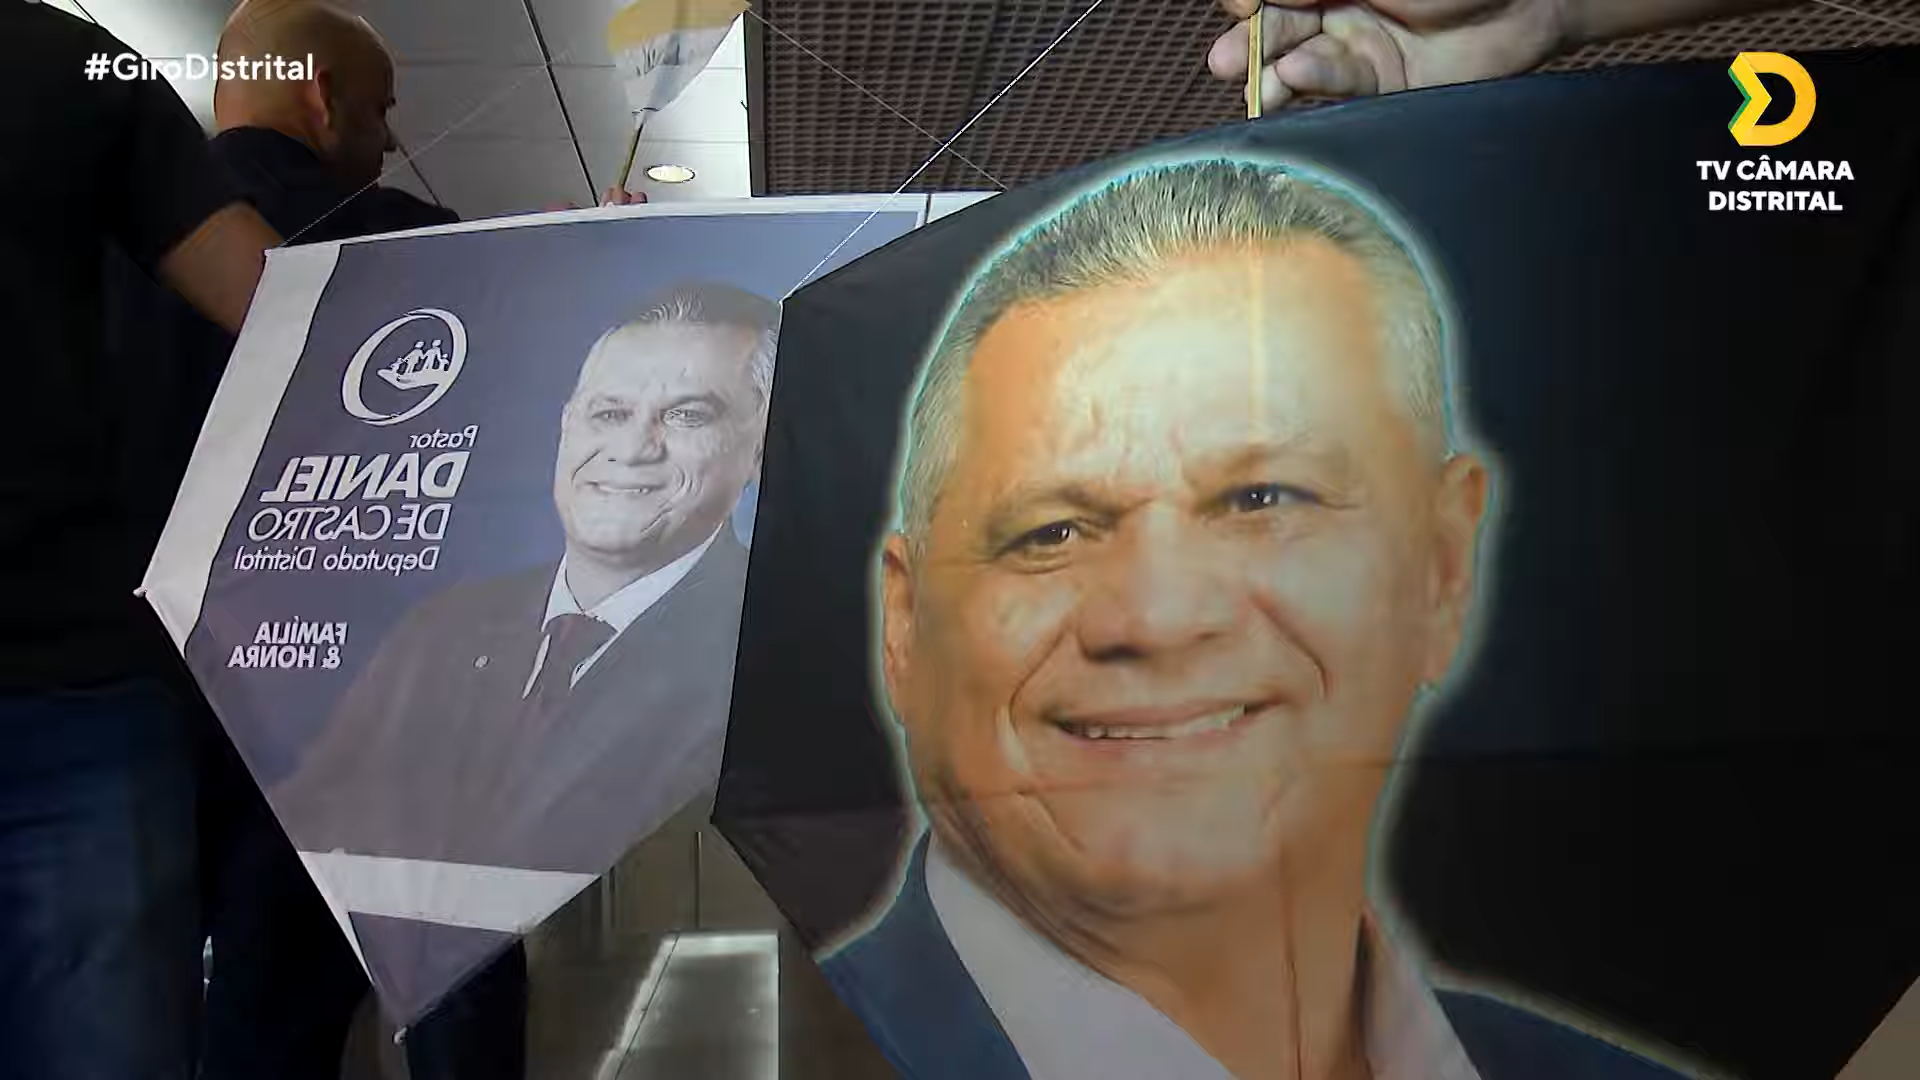 #GiroDistrital
TV CÂMARA
DISTRITAL
Pastor
DANIEL
DE CASTRO
Deputado Distrital
FAMÍLIA
& HONRA